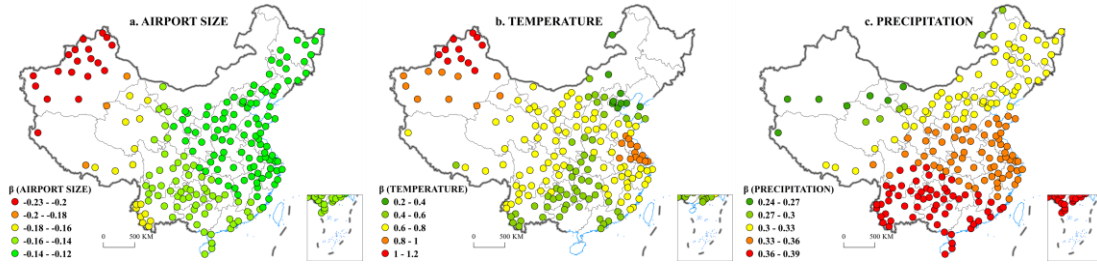 a. AIRPORT SIZE
β (AIRPORT SIZE)
-0.23 - -0.2
-0.2 - -0.18
-0.18 - -0.16
-0.16 - -0.14
-0.14 - -0.12
0 500 KM
b. TEMPERATURE
β (TEMPERATURE)
0.2 - 0.4
0.4 - 0.6
0.6 - 0.8
0.8 - 1
1 - 1.2
0 500 KM
c. PRECIPITATION
β (PRECIPITATION)
0.24 - 0.27
0.27 - 0.3
0.3 - 0.33
0.33 - 0.36
0.36 - 0.39
0 500 KM